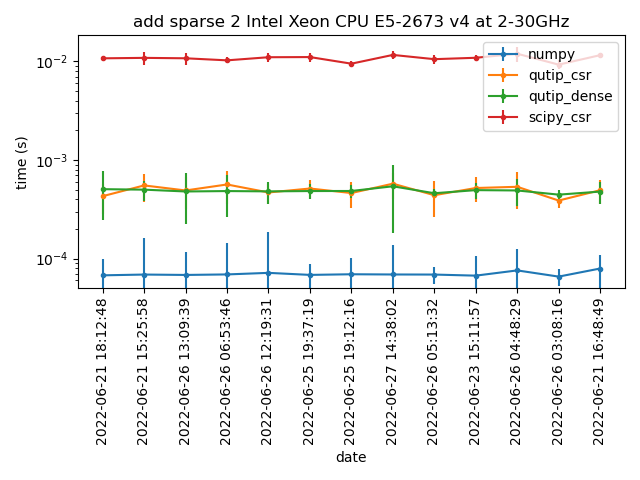 add sparse 2 Intel Xeon CPU E5-2673 v4 at 2-30GHz
numpy
qutip_csr
qutip_dense
scipy_csr
time (s)
10⁻²
10⁻³
10⁻⁴
2022-06-21 18:12:48
2022-06-21 15:25:58
2022-06-26 13:09:39
2022-06-26 06:53:46
2022-06-26 12:19:31
2022-06-25 19:37:19
2022-06-25 19:12:16
2022-06-27 14:38:02
2022-06-26 05:13:32
2022-06-23 15:11:57
2022-06-26 04:48:29
2022-06-26 03:08:16
2022-06-21 16:48:49
date